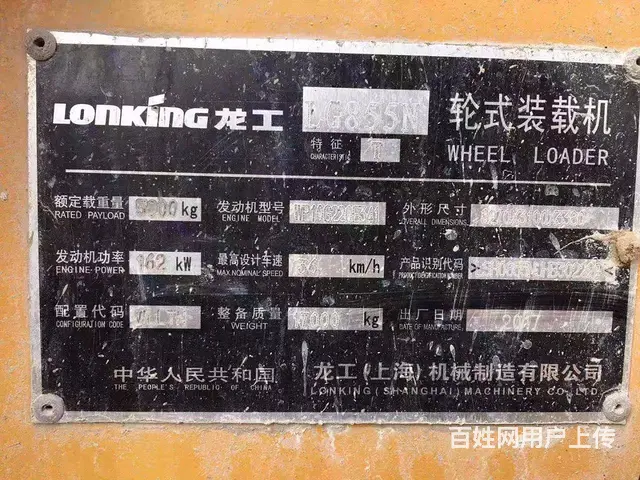 LONKING 龙工 LG855N 轮式装载机
特征
CHARACTERISTIC
WHEEL LOADER
额定载重量 kg 发动机型号 外形尺寸
RATED PAYLOAD ENGINE MODEL OVERALL DIMENSIONS
发动机功率 162 kW 最高设计车速 km/h 产品识别代码
ENGINE POWER MAX.NOMINAL SPEED PRODUCT IDENTIFICATION NUMBER
配置代码 整备质量 kg 出厂日期
CONFIGURATION CODE WEIGHT DATE OF MANUFACTURE
中华人民共和国 龙工(上海)机械制造有限公司
THE PEOPLE'S REPUBLIC OF CHINA LONKING(SHANGHAI)MACHINERY CO.,LTD.
百姓网用户上传